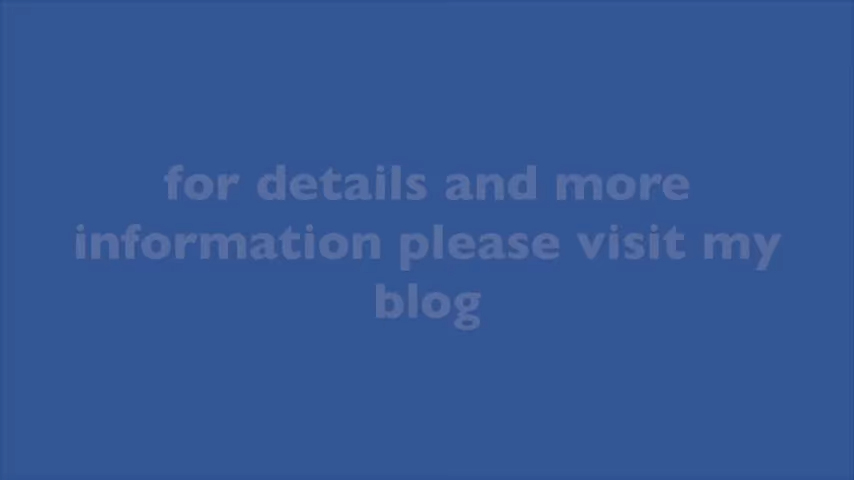 for details and more
information please visit my
blog